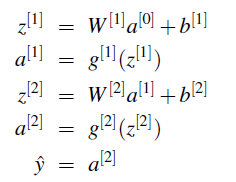 z[1] = W[1]a[0] + b[1]
a[1] = g[1](z[1])
z[2] = W[2]a[1] + b[2]
a[2] = g[2](z[2])
ŷ = a[2]